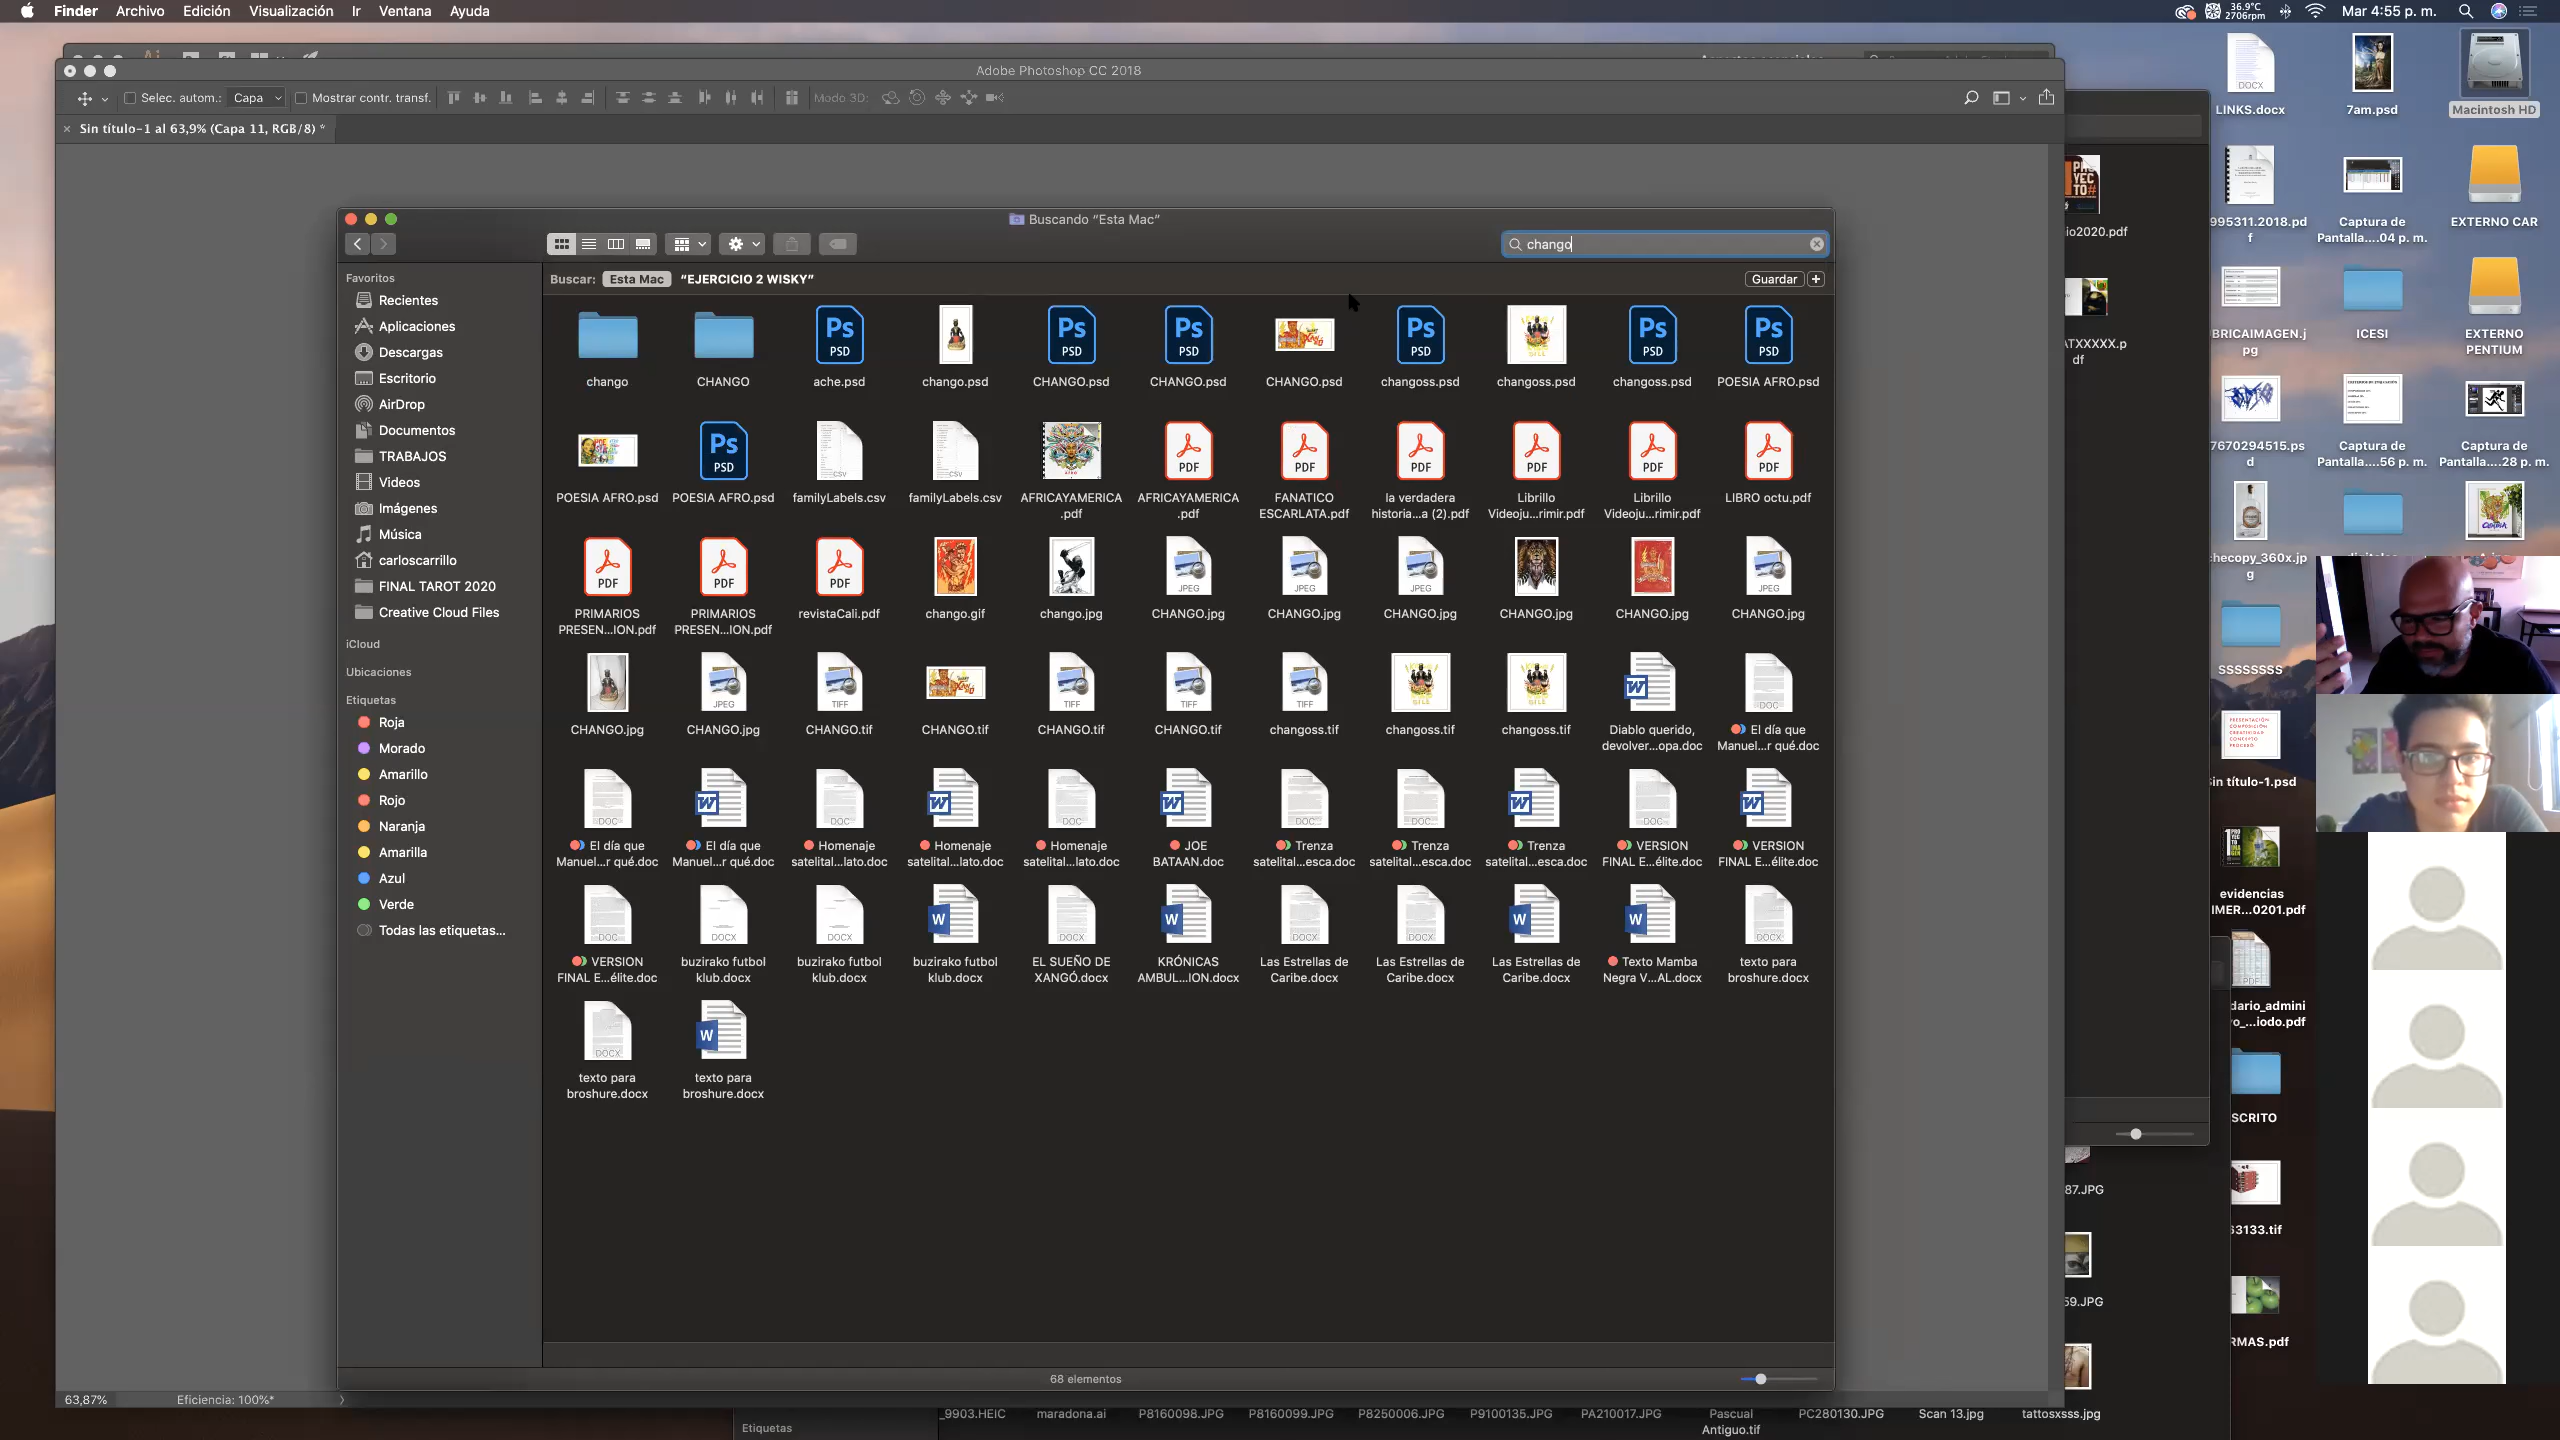 Finder Archivo Edición Visualización Ir Ventana Ayuda
36.9°C
2706rpm
Mar 4:55 p. m.
Adobe Photoshop CC 2018
Selec. autom.: Capa Mostrar contr. transf. Modo 3D:
Sin título-1 al 63,9% (Capa 11, RGB/8) *
Buscando “Esta Mac”
chango
Buscar: Esta Mac “EJERCICIO 2 WISKY” Guardar +
Favoritos
Recientes
Aplicaciones
Descargas
Escritorio
AirDrop
Documentos
TRABAJOS
Videos
Imágenes
Música
carloscarrillo
FINAL TAROT 2020
Creative Cloud Files
iCloud
Ubicaciones
Etiquetas
Roja
Morado
Amarillo
Rojo
Naranja
Amarilla
Azul
Verde
Todas las etiquetas...
chango CHANGO ache.psd chango.psd CHANGO.psd CHANGO.psd CHANGO.psd changoss.psd changoss.psd changoss.psd POESIA AFRO.psd
POESIA AFRO.psd POESIA AFRO.psd familyLabels.csv familyLabels.csv AFRICAYAMERICA AFRICAYAMERICA FANATICO la verdadera Librillo Librillo LIBRO octu.pdf
.pdf .pdf ESCARLATA.pdf historia...a (2).pdf Videoju...rimir.pdf Videoju...rimir.pdf
PRIMARIOS PRIMARIOS revistaCali.pdf chango.gif chango.jpg CHANGO.jpg CHANGO.jpg CHANGO.jpg CHANGO.jpg CHANGO.jpg CHANGO.jpg
PRESEN...ION.pdf PRESEN...ION.pdf
CHANGO.jpg CHANGO.jpg CHANGO.tif CHANGO.tif CHANGO.tif CHANGO.tif changoss.tif changoss.tif changoss.tif Diablo querido, El día que
devolver...opa.doc Manuel...r qué.doc
El día que El día que Homenaje Homenaje Homenaje JOE Trenza Trenza Trenza VERSION VERSION
Manuel...r qué.doc Manuel...r qué.doc satelital...lato.doc satelital...lato.doc satelital...lato.doc BATAAN.doc satelital...esca.doc satelital...esca.doc satelital...esca.doc FINAL E...élite.doc FINAL E...élite.doc
VERSION buzirako futbol buzirako futbol buzirako futbol EL SUEÑO DE KRÓNICAS Las Estrellas de Las Estrellas de Las Estrellas de Texto Mamba texto para
FINAL E...élite.doc klub.docx klub.docx klub.docx XANGÓ.docx AMBUL...ION.docx Caribe.docx Caribe.docx Caribe.docx Negra V...AL.docx broshure.docx
texto para texto para
broshure.docx broshure.docx
68 elementos
63,87% Eficiencia: 100%*
Etiquetas
_9903.HEIC maradona.ai P8160098.JPG P8160099.JPG P8250006.JPG P9100135.JPG PA210017.JPG Pascual PC280130.JPG Scan 13.jpg tattosxsss.jpg
Antiguo.tif
io2020.pdf
ATXXXXX.p
df
87.JPG
59.JPG
LINKS.docx 7am.psd Macintosh HD
995311.2018.pd Captura de EXTERNO CAR
f Pantalla....04 p. m.
BRICAIMAGEN.j ICESI EXTERNO
pg PENTIUM
7670294515.ps Captura de Captura de
d Pantalla....56 p. m. Pantalla....28 p. m.
hecopy_360x.jp
g
SSSSSSSS
PRESENTACIÓN
COMPOSICIÓN
CREATIVIDAD
CONCEPTO
PROCESO
in título-1.psd
evidencias
IMER...0201.pdf
dario_admini
o_...iodo.pdf
SCRITO
63133.tif
RMAS.pdf